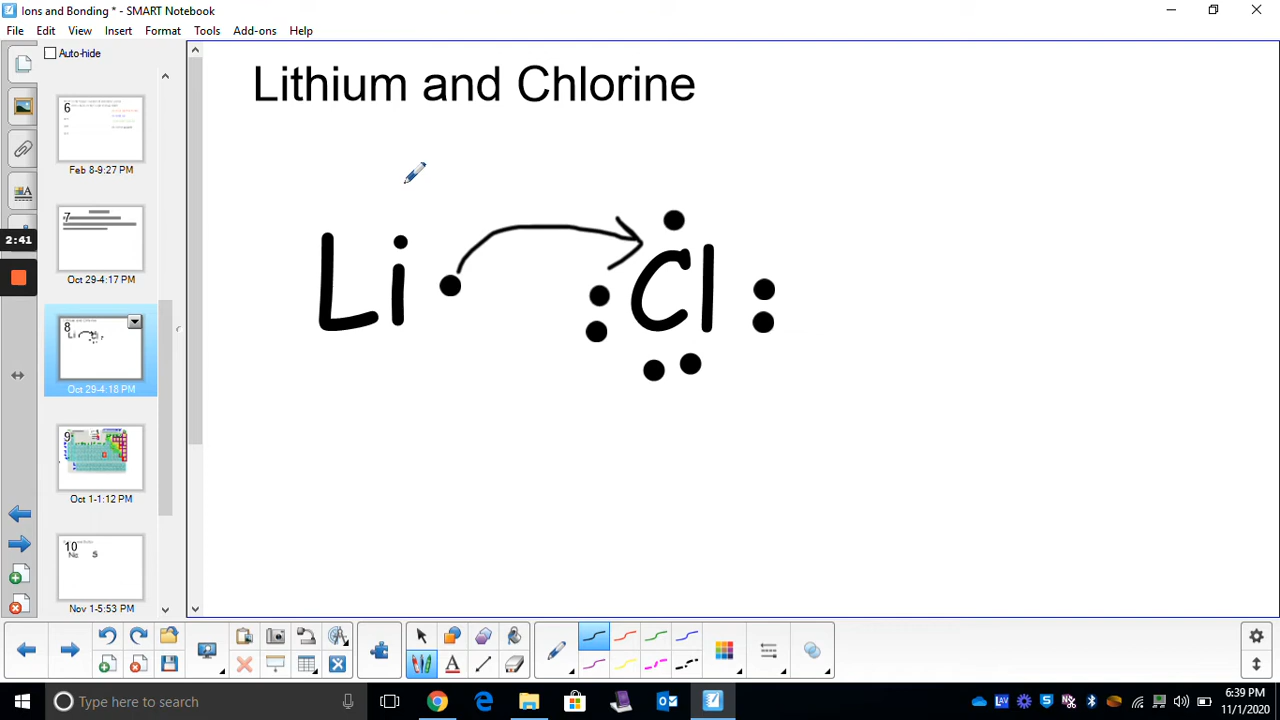 Ions and Bonding * - SMART Notebook
File Edit View Insert Format Tools Add-ons Help
Auto-hide
Lithium and Chlorine
6
Feb 8-9:27 PM
7
2:41
Oct 29-4:17 PM
Li Cl
8
Oct 29-4:18 PM
9
Oct 1-1:12 PM
10
Na S
Nov 1-5:53 PM
A
Type here to search
LAV
S
N
6:39 PM
11/1/2020